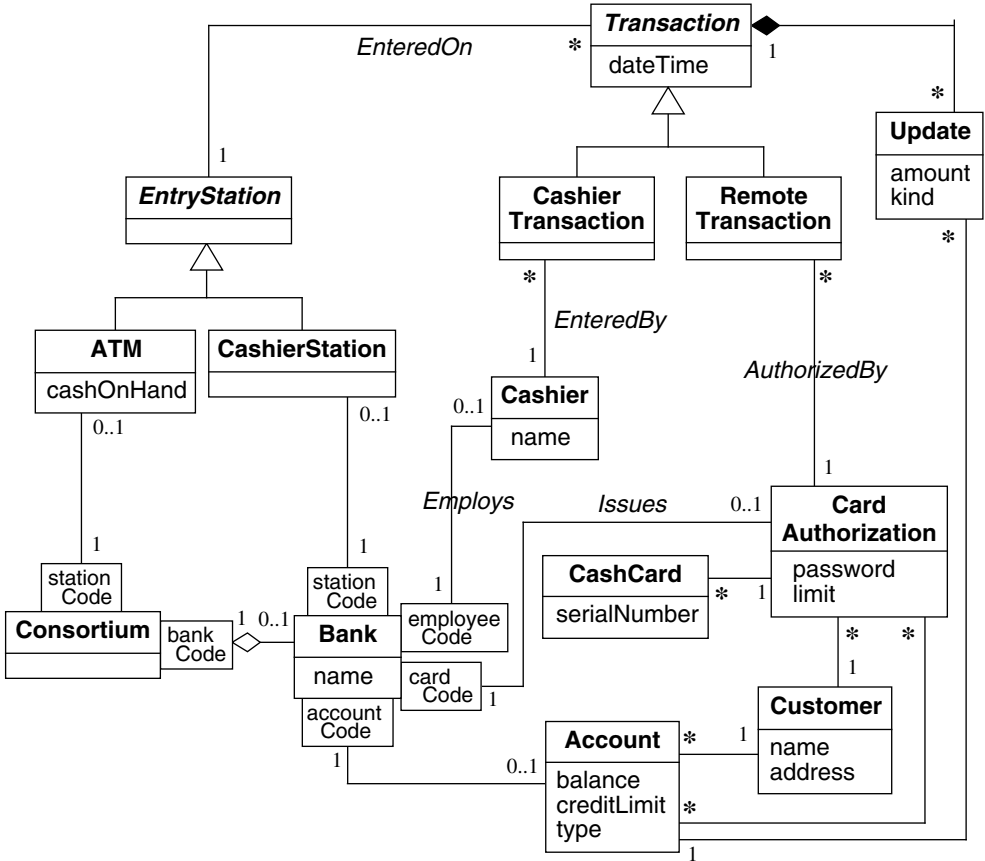 Transaction
dateTime
EnteredOn
*
1
*
1
Update
amount
kind
*
EntryStation
Cashier
Transaction
*
Remote
Transaction
*
EnteredBy
1
AuthorizedBy
1
ATM
cashOnHand
0..1
CashierStation
0..1
Cashier
name
0..1
Employs
1
Issues
0..1
Card
Authorization
password
limit
1
station
Code
1
station
Code
CashCard
serialNumber
*
1
Consortium
bank
Code
1
0..1
Bank
name
employee
Code
card
Code
1
account
Code
1
*
*
1
Customer
name
address
Account
balance
creditLimit
type
0..1
*
1
*
1